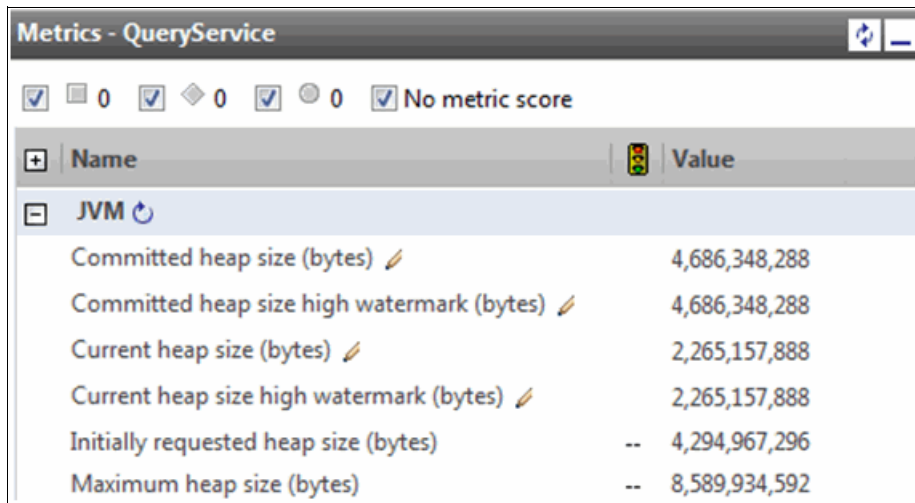 Metrics - QueryService
0 0 0 No metric score
Name Value
JVM
Committed heap size (bytes) 4,686,348,288
Committed heap size high watermark (bytes) 4,686,348,288
Current heap size (bytes) 2,265,157,888
Current heap size high watermark (bytes) 2,265,157,888
Initially requested heap size (bytes) -- 4,294,967,296
Maximum heap size (bytes) -- 8,589,934,592